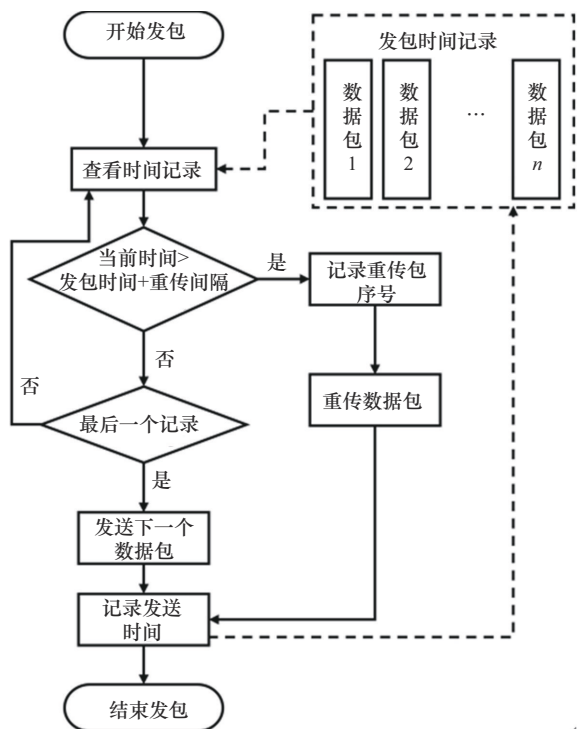 开始发包
发包时间记录
数据包1
数据包2
…
数据包n
查看时间记录
当前时间>
发包时间+重传间隔
是
记录重传包
序号
否
否
重传数据包
最后一个记录
是
发送下一个
数据包
记录发送
时间
结束发包